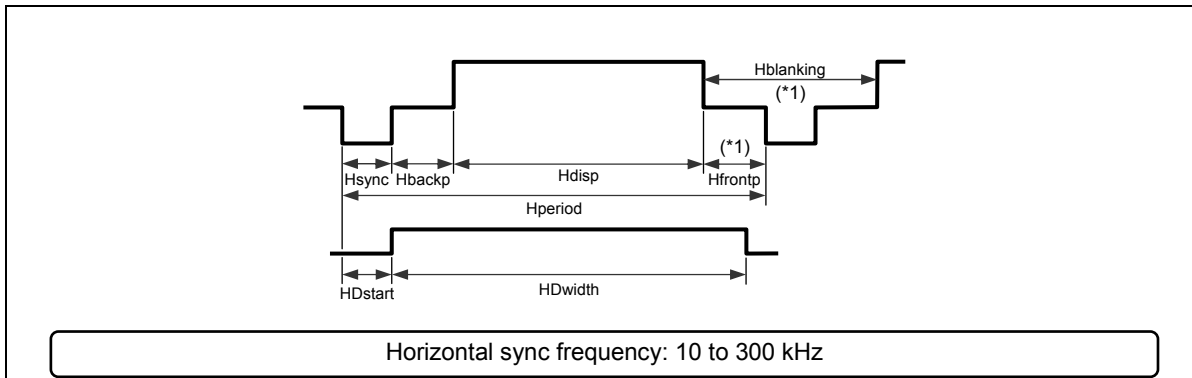 Hblanking
(*1)
(*1)
Hsync Hbackp Hdisp Hfrontp
Hperiod
HDstart HDwidth
Horizontal sync frequency: 10 to 300 kHz